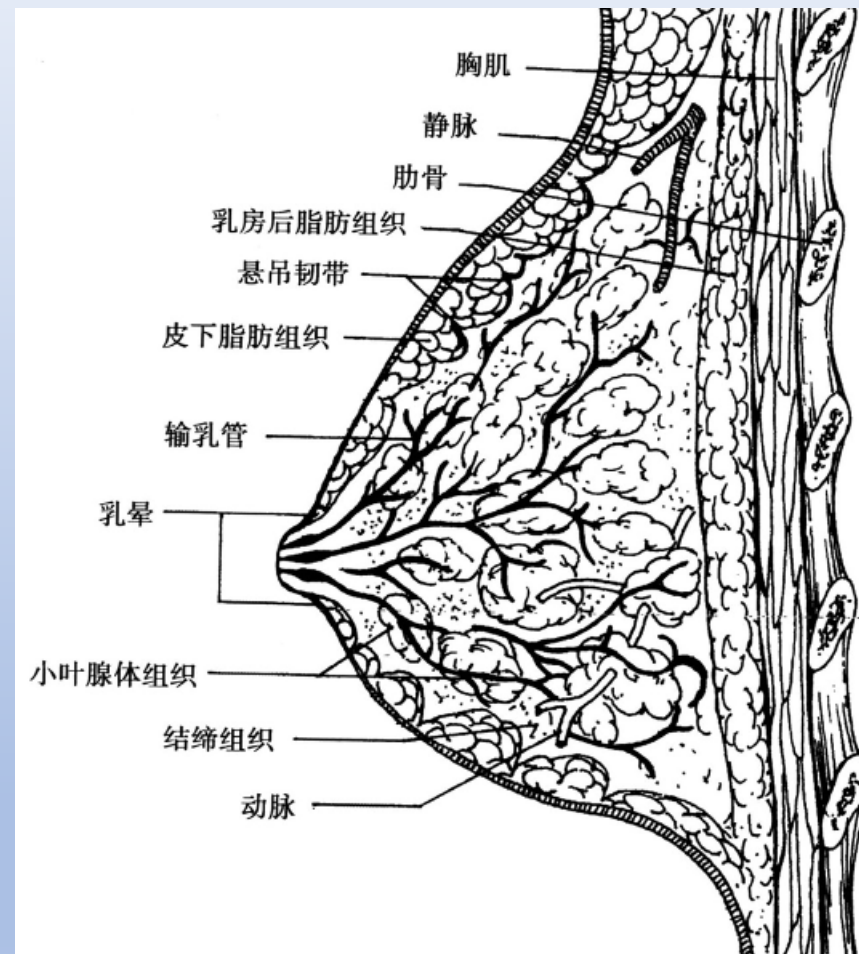 胸肌
静脉
肋骨
乳房后脂肪组织
悬吊韧带
皮下脂肪组织
输乳管
乳晕
小叶腺体组织
结缔组织
动脉